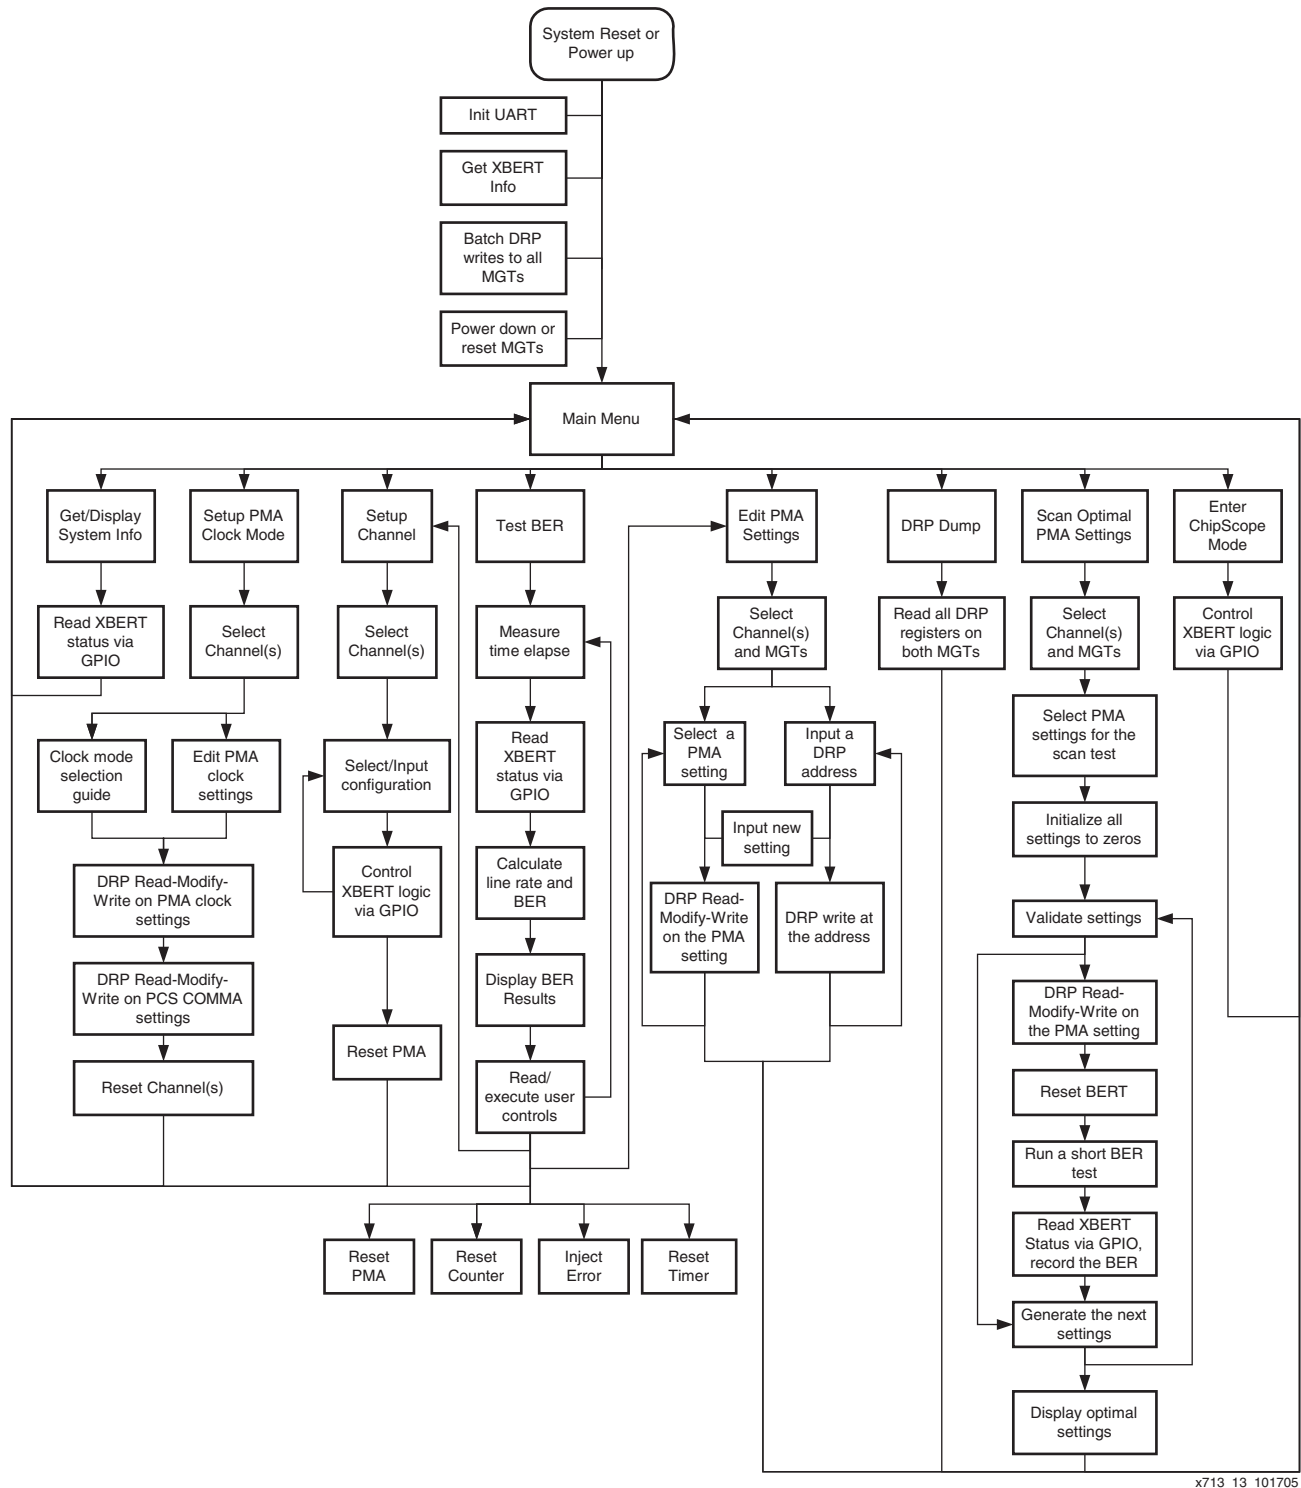 System Reset or
Power up
Init UART
Get XBERT
Info
Batch DRP
writes to all
MGTs
Power down or
reset MGTs
Main Menu
Get/Display
System Info
Setup PMA
Clock Mode
Setup
Channel
Test BER
Edit PMA
Settings
DRP Dump
Scan Optimal
PMA Settings
Enter
ChipScope
Mode
Read XBERT
status via
GPIO
Select
Channel(s)
Select
Channel(s)
Measure
time elapse
Select
Channel(s)
and MGTs
Read all DRP
registers on
both MGTs
Select
Channel(s)
and MGTs
Control
XBERT logic
via GPIO
Clock mode
selection
guide
Edit PMA
clock
settings
Select/Input
configuration
Read
XBERT
status via
GPIO
Select a
PMA
setting
Input a
DRP
address
Select PMA
settings for the
scan test
Input new
setting
Initialize all
settings to zeros
DRP Read-Modify-
Write on PMA clock
settings
Control
XBERT logic
via GPIO
Calculate
line rate and
BER
DRP Read-
Modify-Write
on the PMA
setting
DRP write at
the address
Validate settings
DRP Read-Modify-
Write on PCS COMMA
settings
Display BER
Results
DRP Read-
Modify-Write on
the PMA setting
Reset Channel(s)
Reset PMA
Read/
execute user
controls
Reset BERT
Run a short BER
test
Reset
PMA
Reset
Counter
Inject
Error
Reset
Timer
Read XBERT
Status via GPIO,
record the BER
Generate the next
settings
Display optimal
settings
x713_13_101705